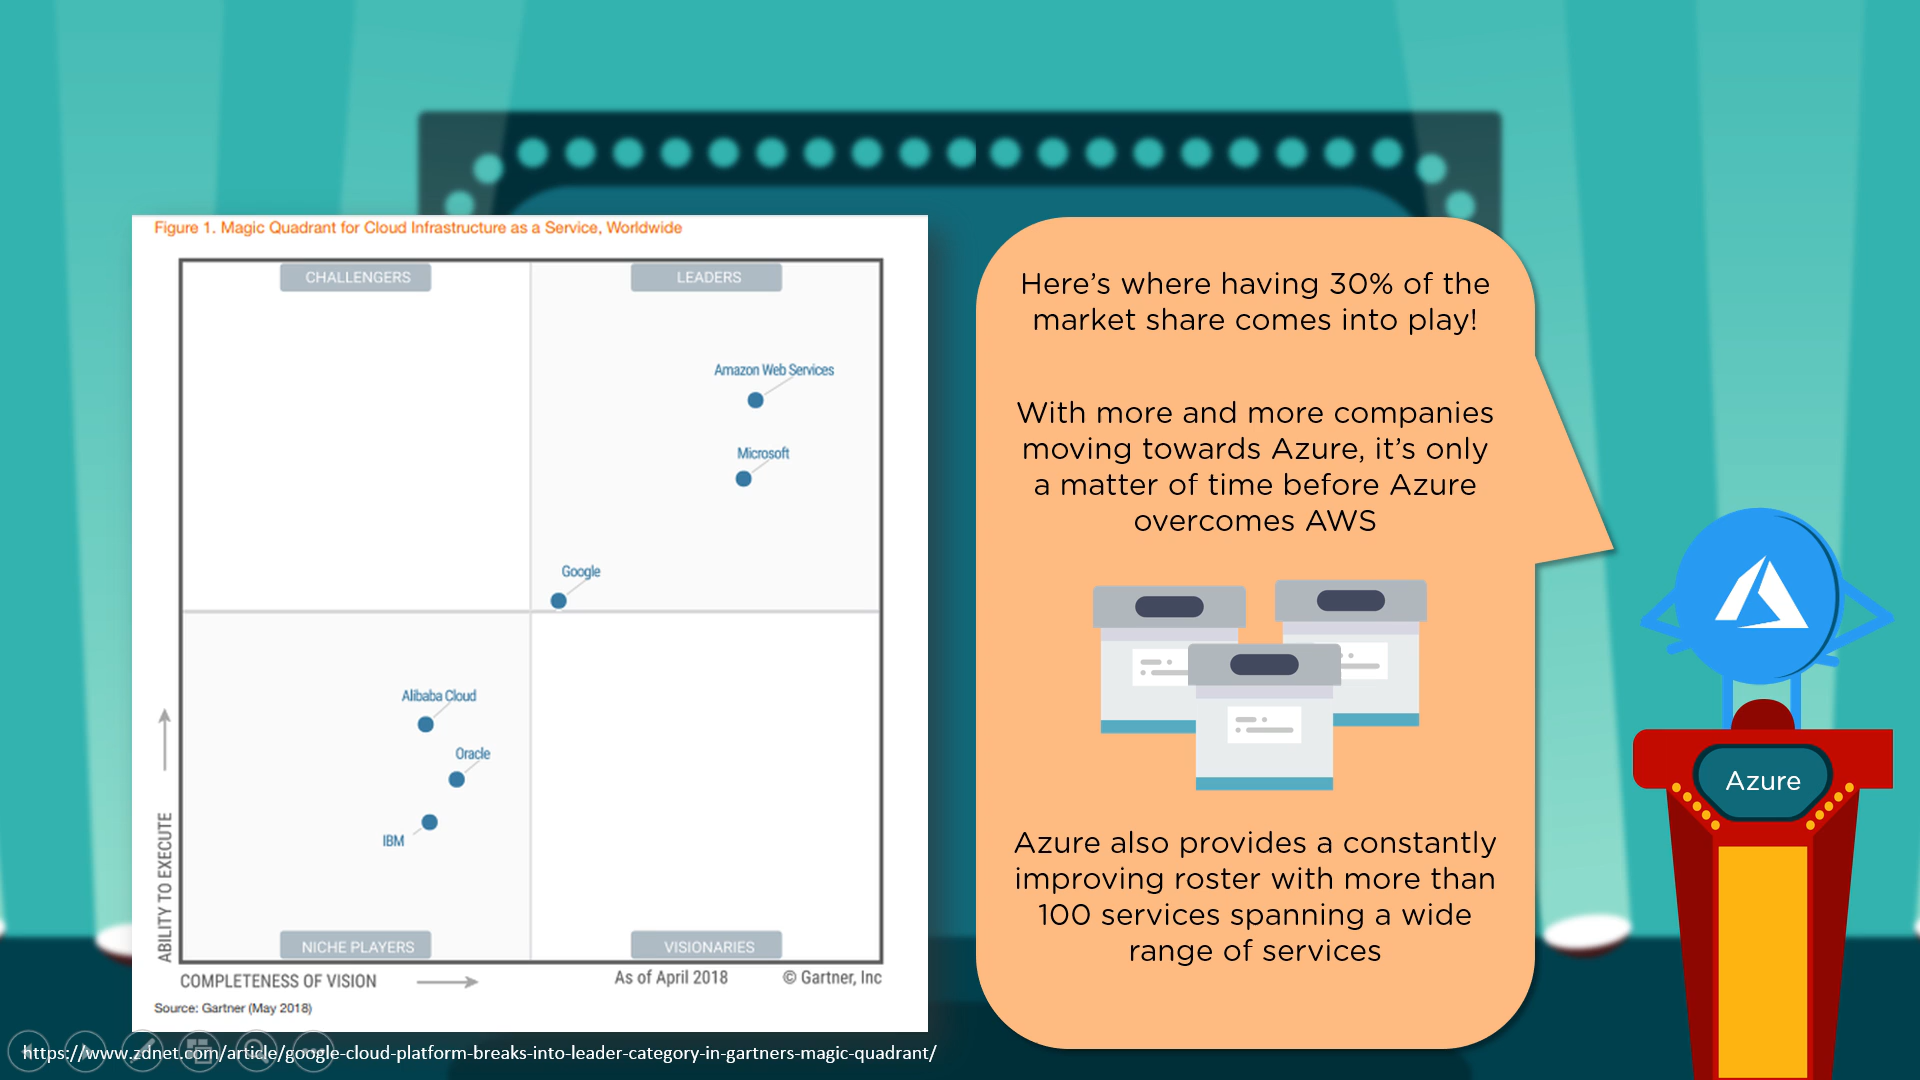 Figure 1. Magic Quadrant for Cloud Infrastructure as a Service, Worldwide
CHALLENGERS
LEADERS
Amazon Web Services
Microsoft
Google
Alibaba Cloud
Oracle
IBM
ABILITY TO EXECUTE
NICHE PLAYERS
VISIONARIES
COMPLETENESS OF VISION
As of April 2018
© Gartner, Inc
Source: Gartner (May 2018)
https://www.zdnet.com/article/google-cloud-platform-breaks-into-leader-category-in-gartners-magic-quadrant/
Here's where having 30% of the
market share comes into play!
With more and more companies
moving towards Azure, it's only
a matter of time before Azure
overcomes AWS
Azure also provides a constantly
improving roster with more than
100 services spanning a wide
range of services
Azure